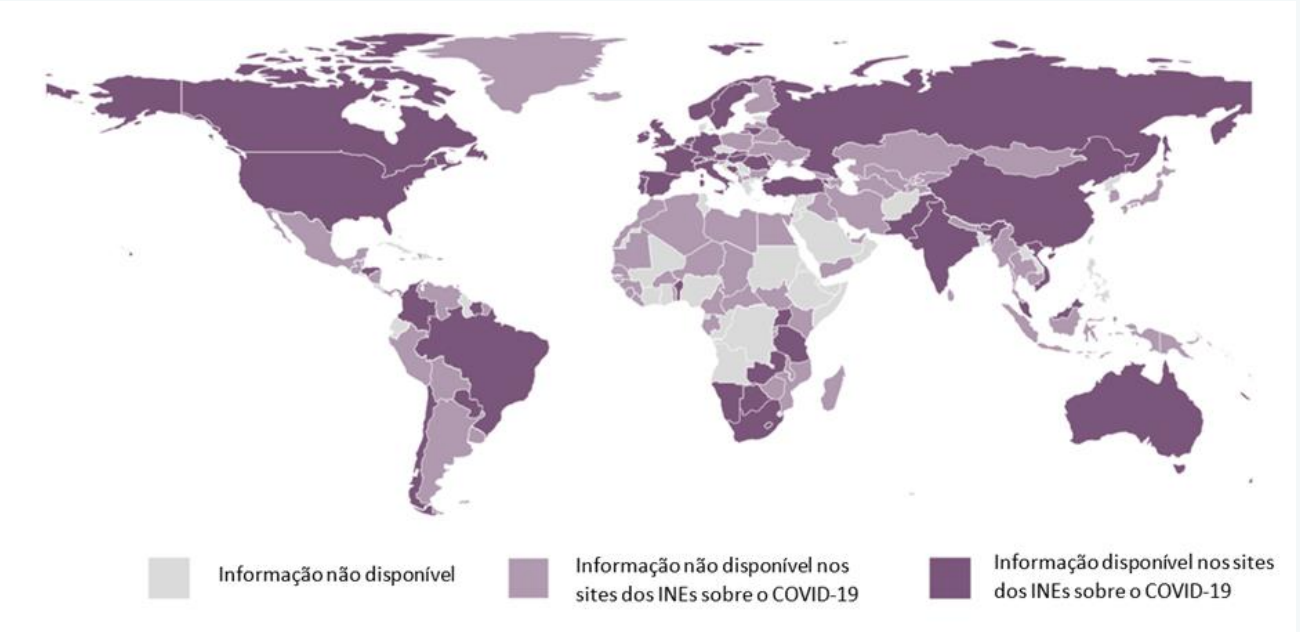 Informação não disponível
Informação não disponível nos
sites dos INEs sobre o COVID-19
Informação disponível nos sites
dos INEs sobre o COVID-19